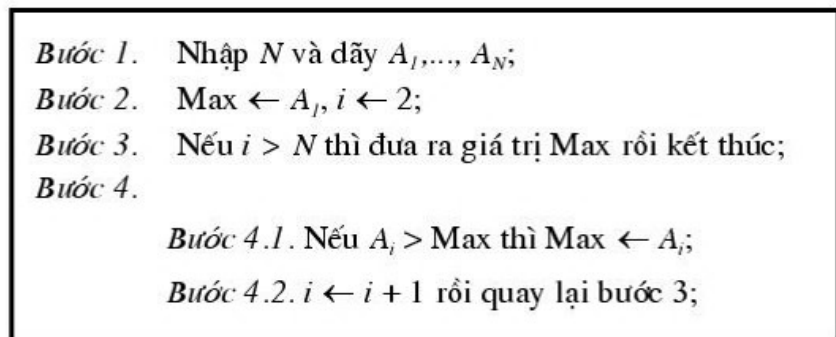 Bước 1. Nhập N và dãy A₁,..., Aₙ;
Bước 2. Max ← A₁, i ← 2;
Bước 3. Nếu i > N thì đưa ra giá trị Max rồi kết thúc;
Bước 4.
Bước 4.1. Nếu Aᵢ > Max thì Max ← Aᵢ;
Bước 4.2. i ← i + 1 rồi quay lại bước 3;